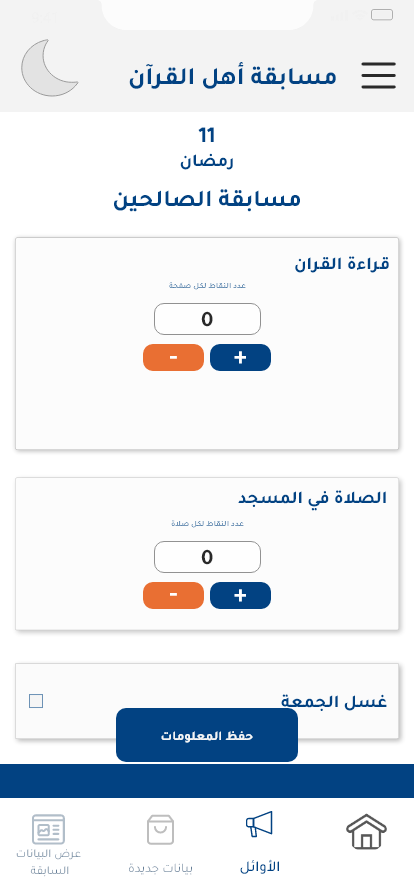 مسابقة أهل القرآن
11
رمضان
مسابقة الصالحين
قراءة القران
عدد النقاط لكل صفحة
0
- +
الصلاة في المسجد
عدد النقاط لكل صلاة
0
- +
غسل الجمعة
حفظ المعلومات
الأوائل
بيانات جديدة
عرض البيانات
السابقة